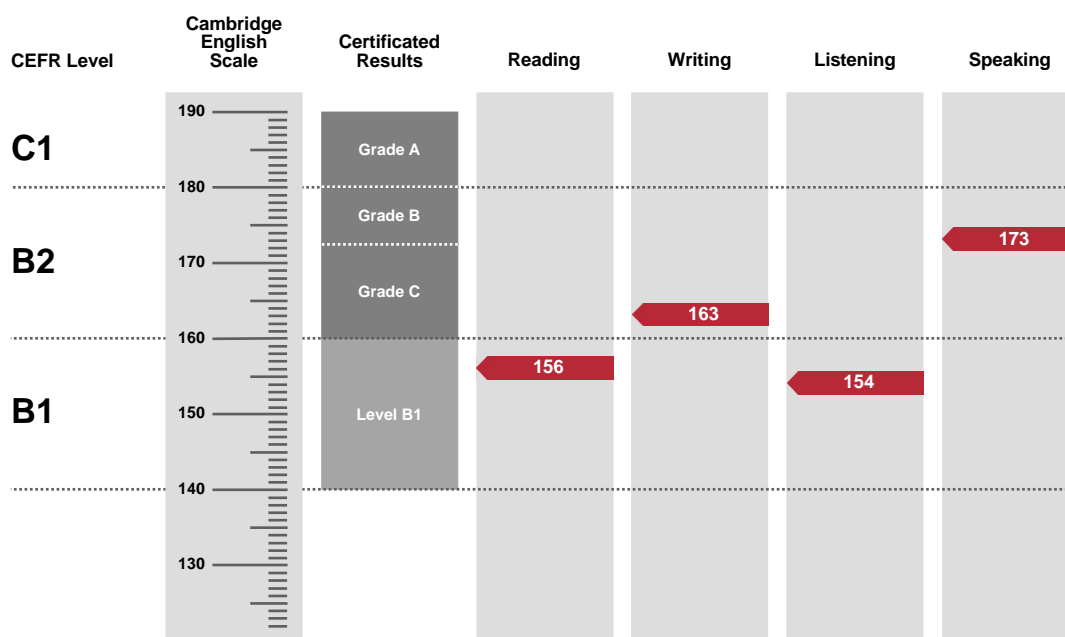 CEFR Level
Cambridge
English
Scale
Certificated
Results
Reading
Writing
Listening
Speaking
190
C1
Grade A
180
Grade B
173
B2
170
Grade C
163
160
156
154
B1
150
Level B1
140
130